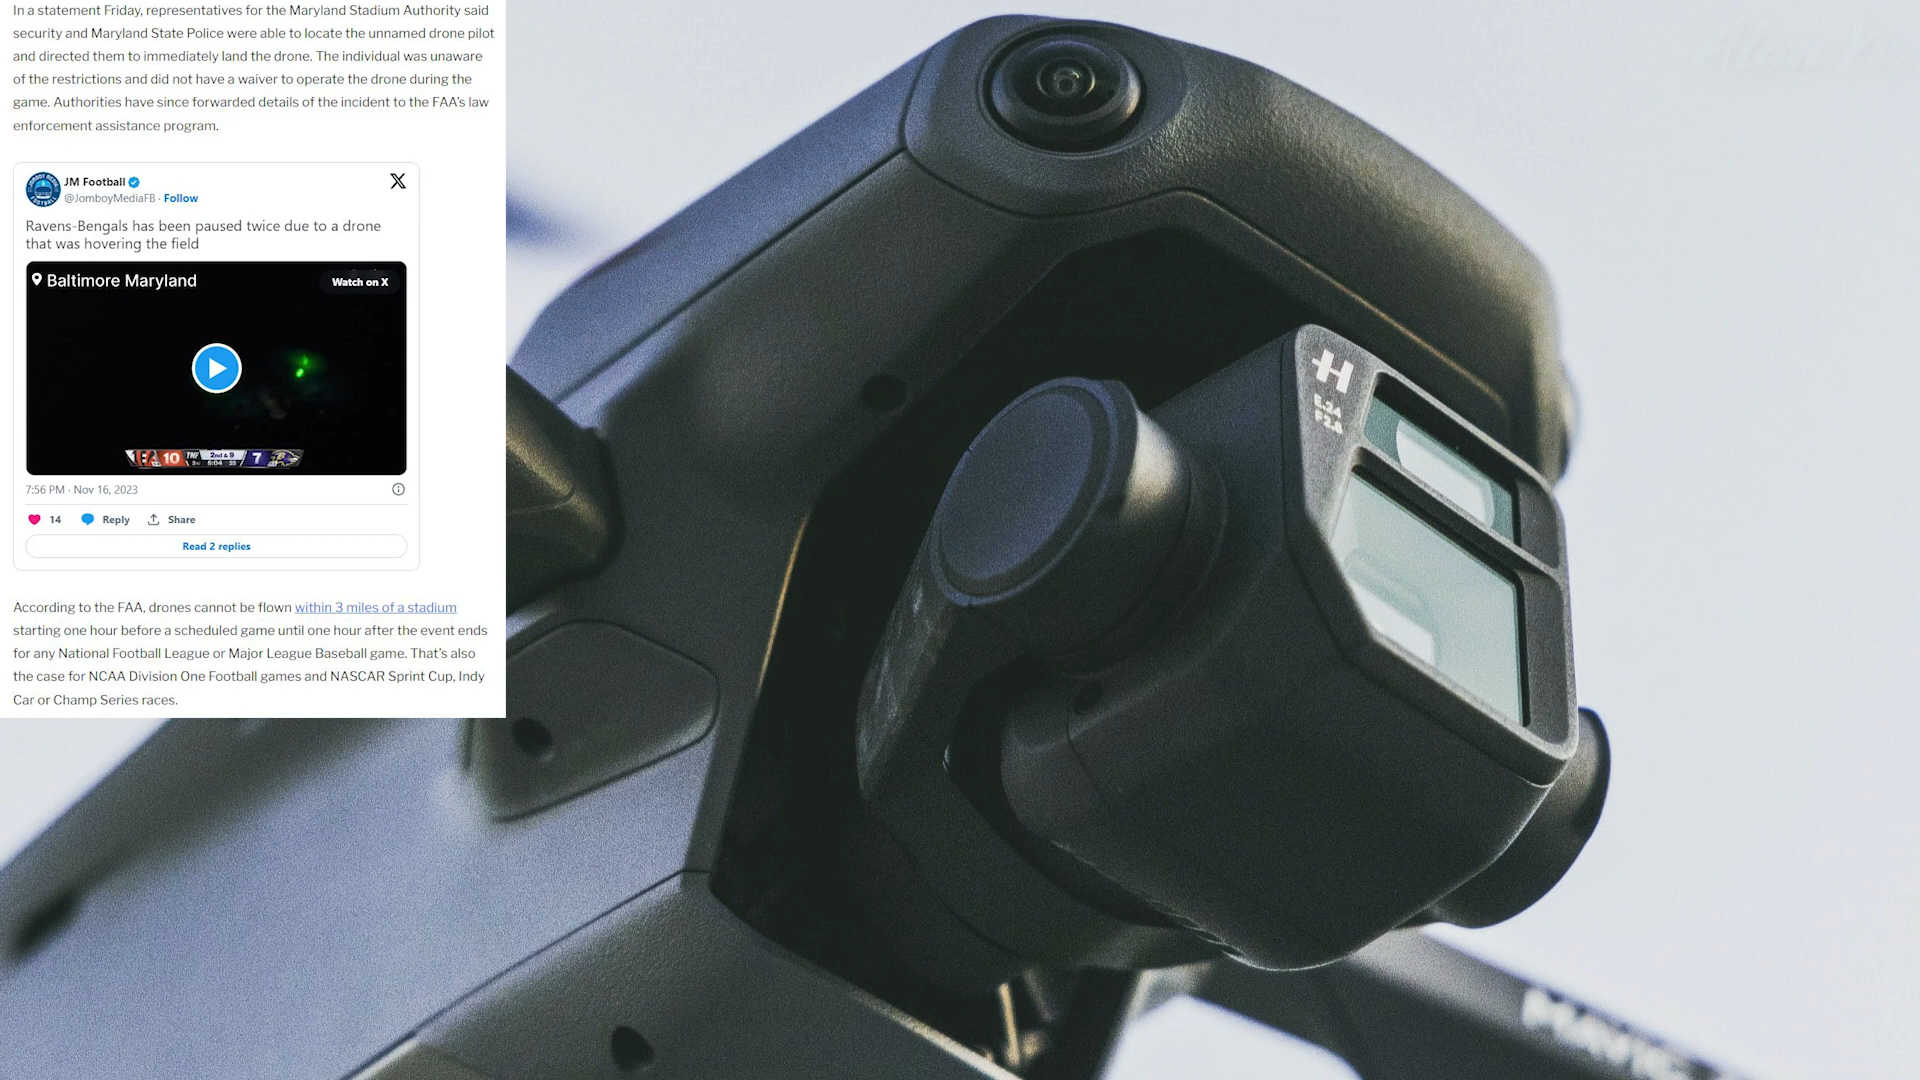 In a statement Friday, representatives for the Maryland Stadium Authority said
security and Maryland State Police were able to locate the unnamed drone pilot
and directed them to immediately land the drone. The individual was unaware
of the restrictions and did not have a waiver to operate the drone during the
game. Authorities have since forwarded details of the incident to the FAA's law
enforcement assistance program.
JM Football
@JomboyMediaFB · Follow
Ravens-Bengals has been paused twice due to a drone
that was hovering the field
Baltimore Maryland
Watch on X
10 TNF 2nd & 9 7
7:56 PM · Nov 16, 2023
14 Reply Share
Read 2 replies
According to the FAA, drones cannot be flown within 3 miles of a stadium
starting one hour before a scheduled game until one hour after the event ends
for any National Football League or Major League Baseball game. That's also
the case for NCAA Division One Football games and NASCAR Sprint Cup, Indy
Car or Champ Series races.
H
E-24
F2.8
MAVIC